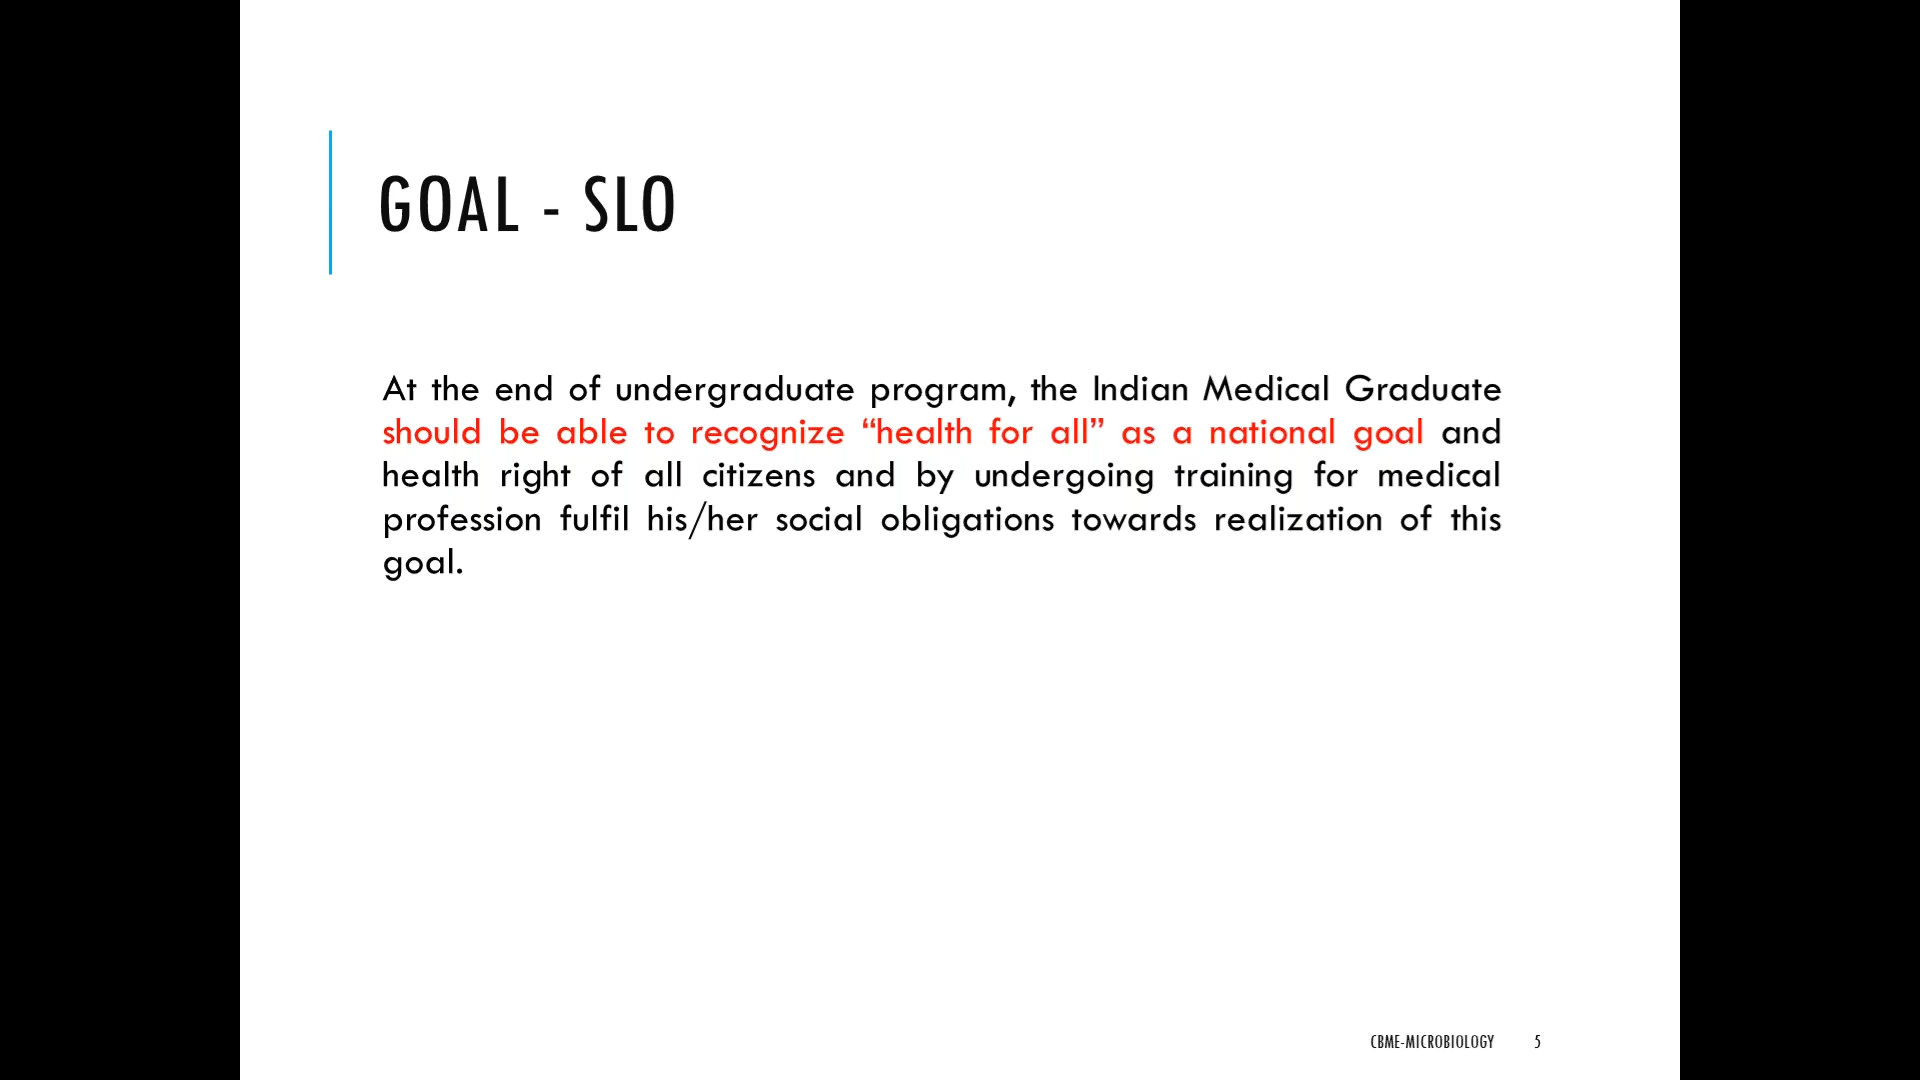 GOAL - SLO
At the end of undergraduate program, the Indian Medical Graduate
should be able to recognize “health for all” as a national goal and
health right of all citizens and by undergoing training for medical
profession fulfil his/her social obligations towards realization of this
goal.
CBME-MICROBIOLOGY 5